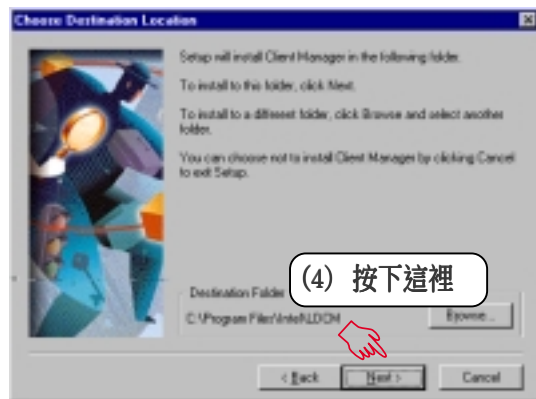 Choose Destination Location
Setup will install Client Manager in the following folder.
To install to this folder, click Next.
To install to a different folder, click Browse and select another
folder.
You can choose not to install Client Manager by clicking Cancel
to exit Setup.
(4) 按下這裡
Destination Folder
C:\Program Files\Intel\LDCM
Browse...
< Back
Next >
Cancel